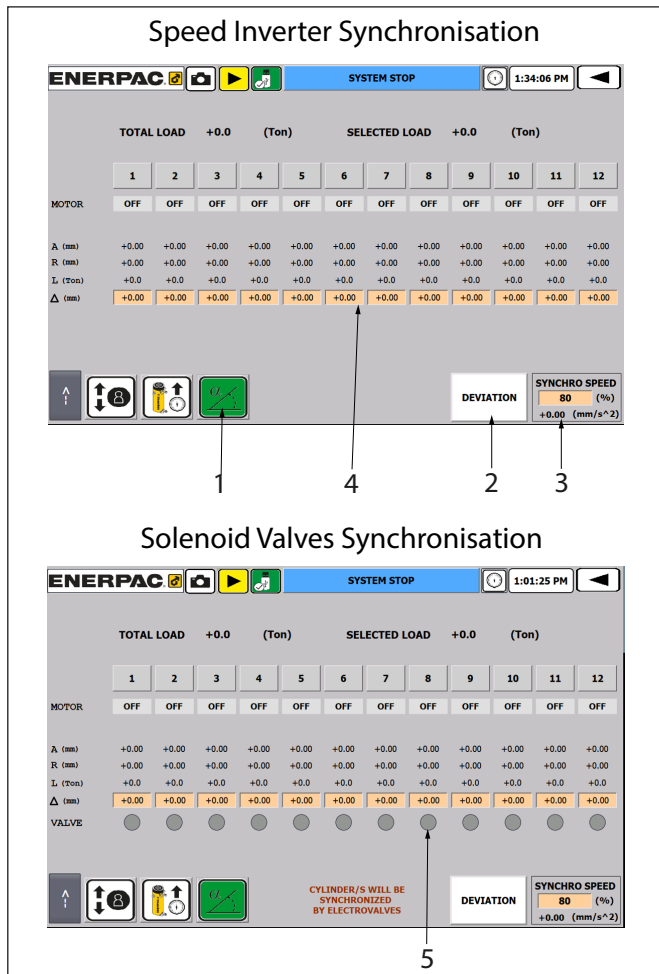 Speed Inverter Synchronisation
ENERPAC. SYSTEM STOP 1:34:06 PM
TOTAL LOAD +0.0 (Ton) SELECTED LOAD +0.0 (Ton)
1 2 3 4 5 6 7 8 9 10 11 12
MOTOR OFF OFF OFF OFF OFF OFF OFF OFF OFF OFF OFF OFF
A (mm) +0.00 +0.00 +0.00 +0.00 +0.00 +0.00 +0.00 +0.00 +0.00 +0.00 +0.00 +0.00
R (mm) +0.00 +0.00 +0.00 +0.00 +0.00 +0.00 +0.00 +0.00 +0.00 +0.00 +0.00 +0.00
L (Ton) +0.0 +0.0 +0.0 +0.0 +0.0 +0.0 +0.0 +0.0 +0.0 +0.0 +0.0 +0.0
Δ (mm) +0.00 +0.00 +0.00 +0.00 +0.00 +0.00 +0.00 +0.00 +0.00 +0.00 +0.00 +0.00
8 α DEVIATION SYNCHRO SPEED
80 (%)
+0.00 (mm/s^2)
1 4 2 3
Solenoid Valves Synchronisation
ENERPAC. SYSTEM STOP 1:01:25 PM
TOTAL LOAD +0.0 (Ton) SELECTED LOAD +0.0 (Ton)
1 2 3 4 5 6 7 8 9 10 11 12
MOTOR OFF OFF OFF OFF OFF OFF OFF OFF OFF OFF OFF OFF
A (mm) +0.00 +0.00 +0.00 +0.00 +0.00 +0.00 +0.00 +0.00 +0.00 +0.00 +0.00 +0.00
R (mm) +0.00 +0.00 +0.00 +0.00 +0.00 +0.00 +0.00 +0.00 +0.00 +0.00 +0.00 +0.00
L (Ton) +0.0 +0.0 +0.0 +0.0 +0.0 +0.0 +0.0 +0.0 +0.0 +0.0 +0.0 +0.0
Δ (mm) +0.00 +0.00 +0.00 +0.00 +0.00 +0.00 +0.00 +0.00 +0.00 +0.00 +0.00 +0.00
VALVE
8 α CYLINDER/S WILL BE
SYNCHRONIZED
BY ELECTROVALVES
DEVIATION SYNCHRO SPEED
80 (%)
+0.00 (mm/s^2)
5